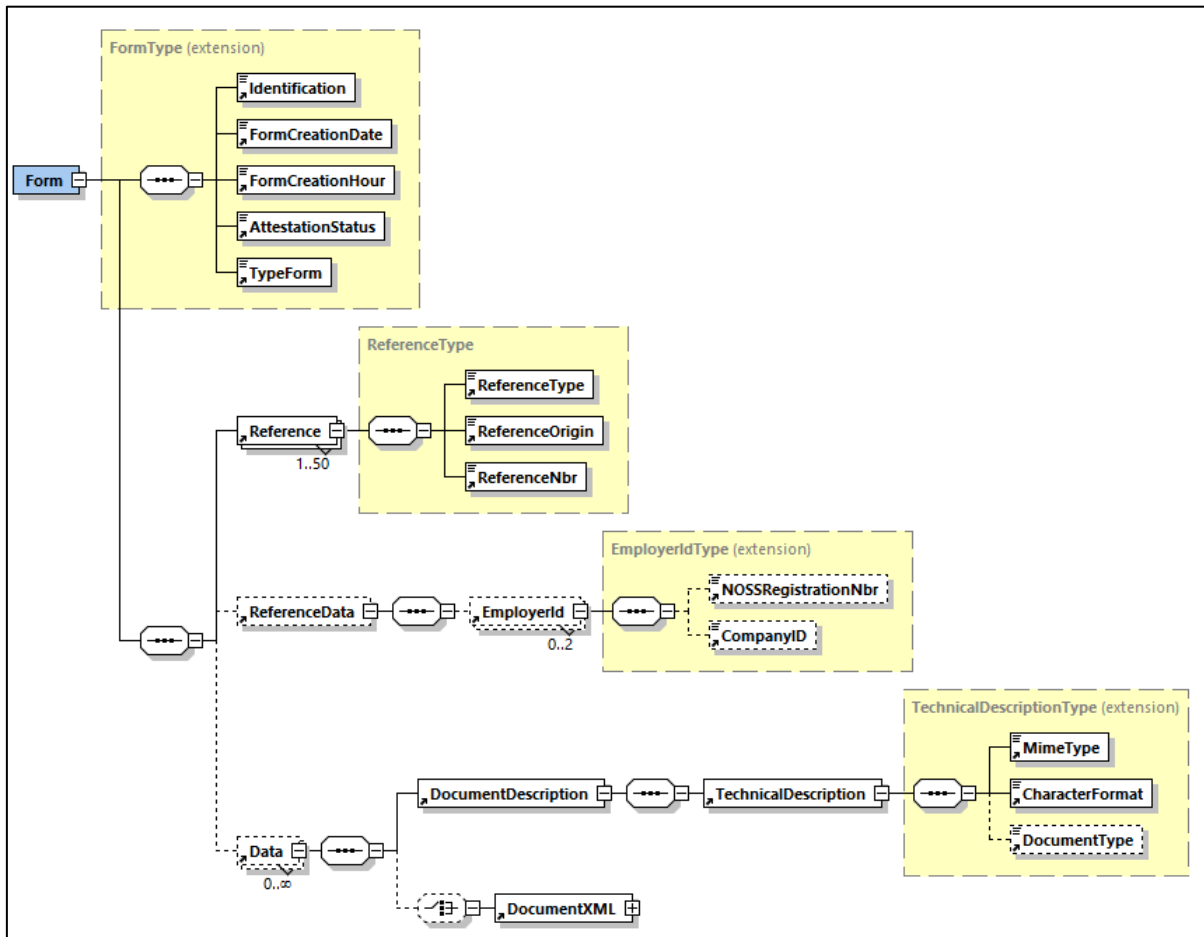 FormType (extension)
Identification
FormCreationDate
FormCreationHour
Form
AttestationStatus
TypeForm
ReferenceType
ReferenceType
Reference
ReferenceOrigin
1..50
ReferenceNbr
EmployerIdType (extension)
NOSSRegistrationNbr
ReferenceData
EmployerId
CompanyID
0..2
TechnicalDescriptionType (extension)
MimeType
DocumentDescription
TechnicalDescription
CharacterFormat
DocumentType
Data
0..∞
DocumentXML